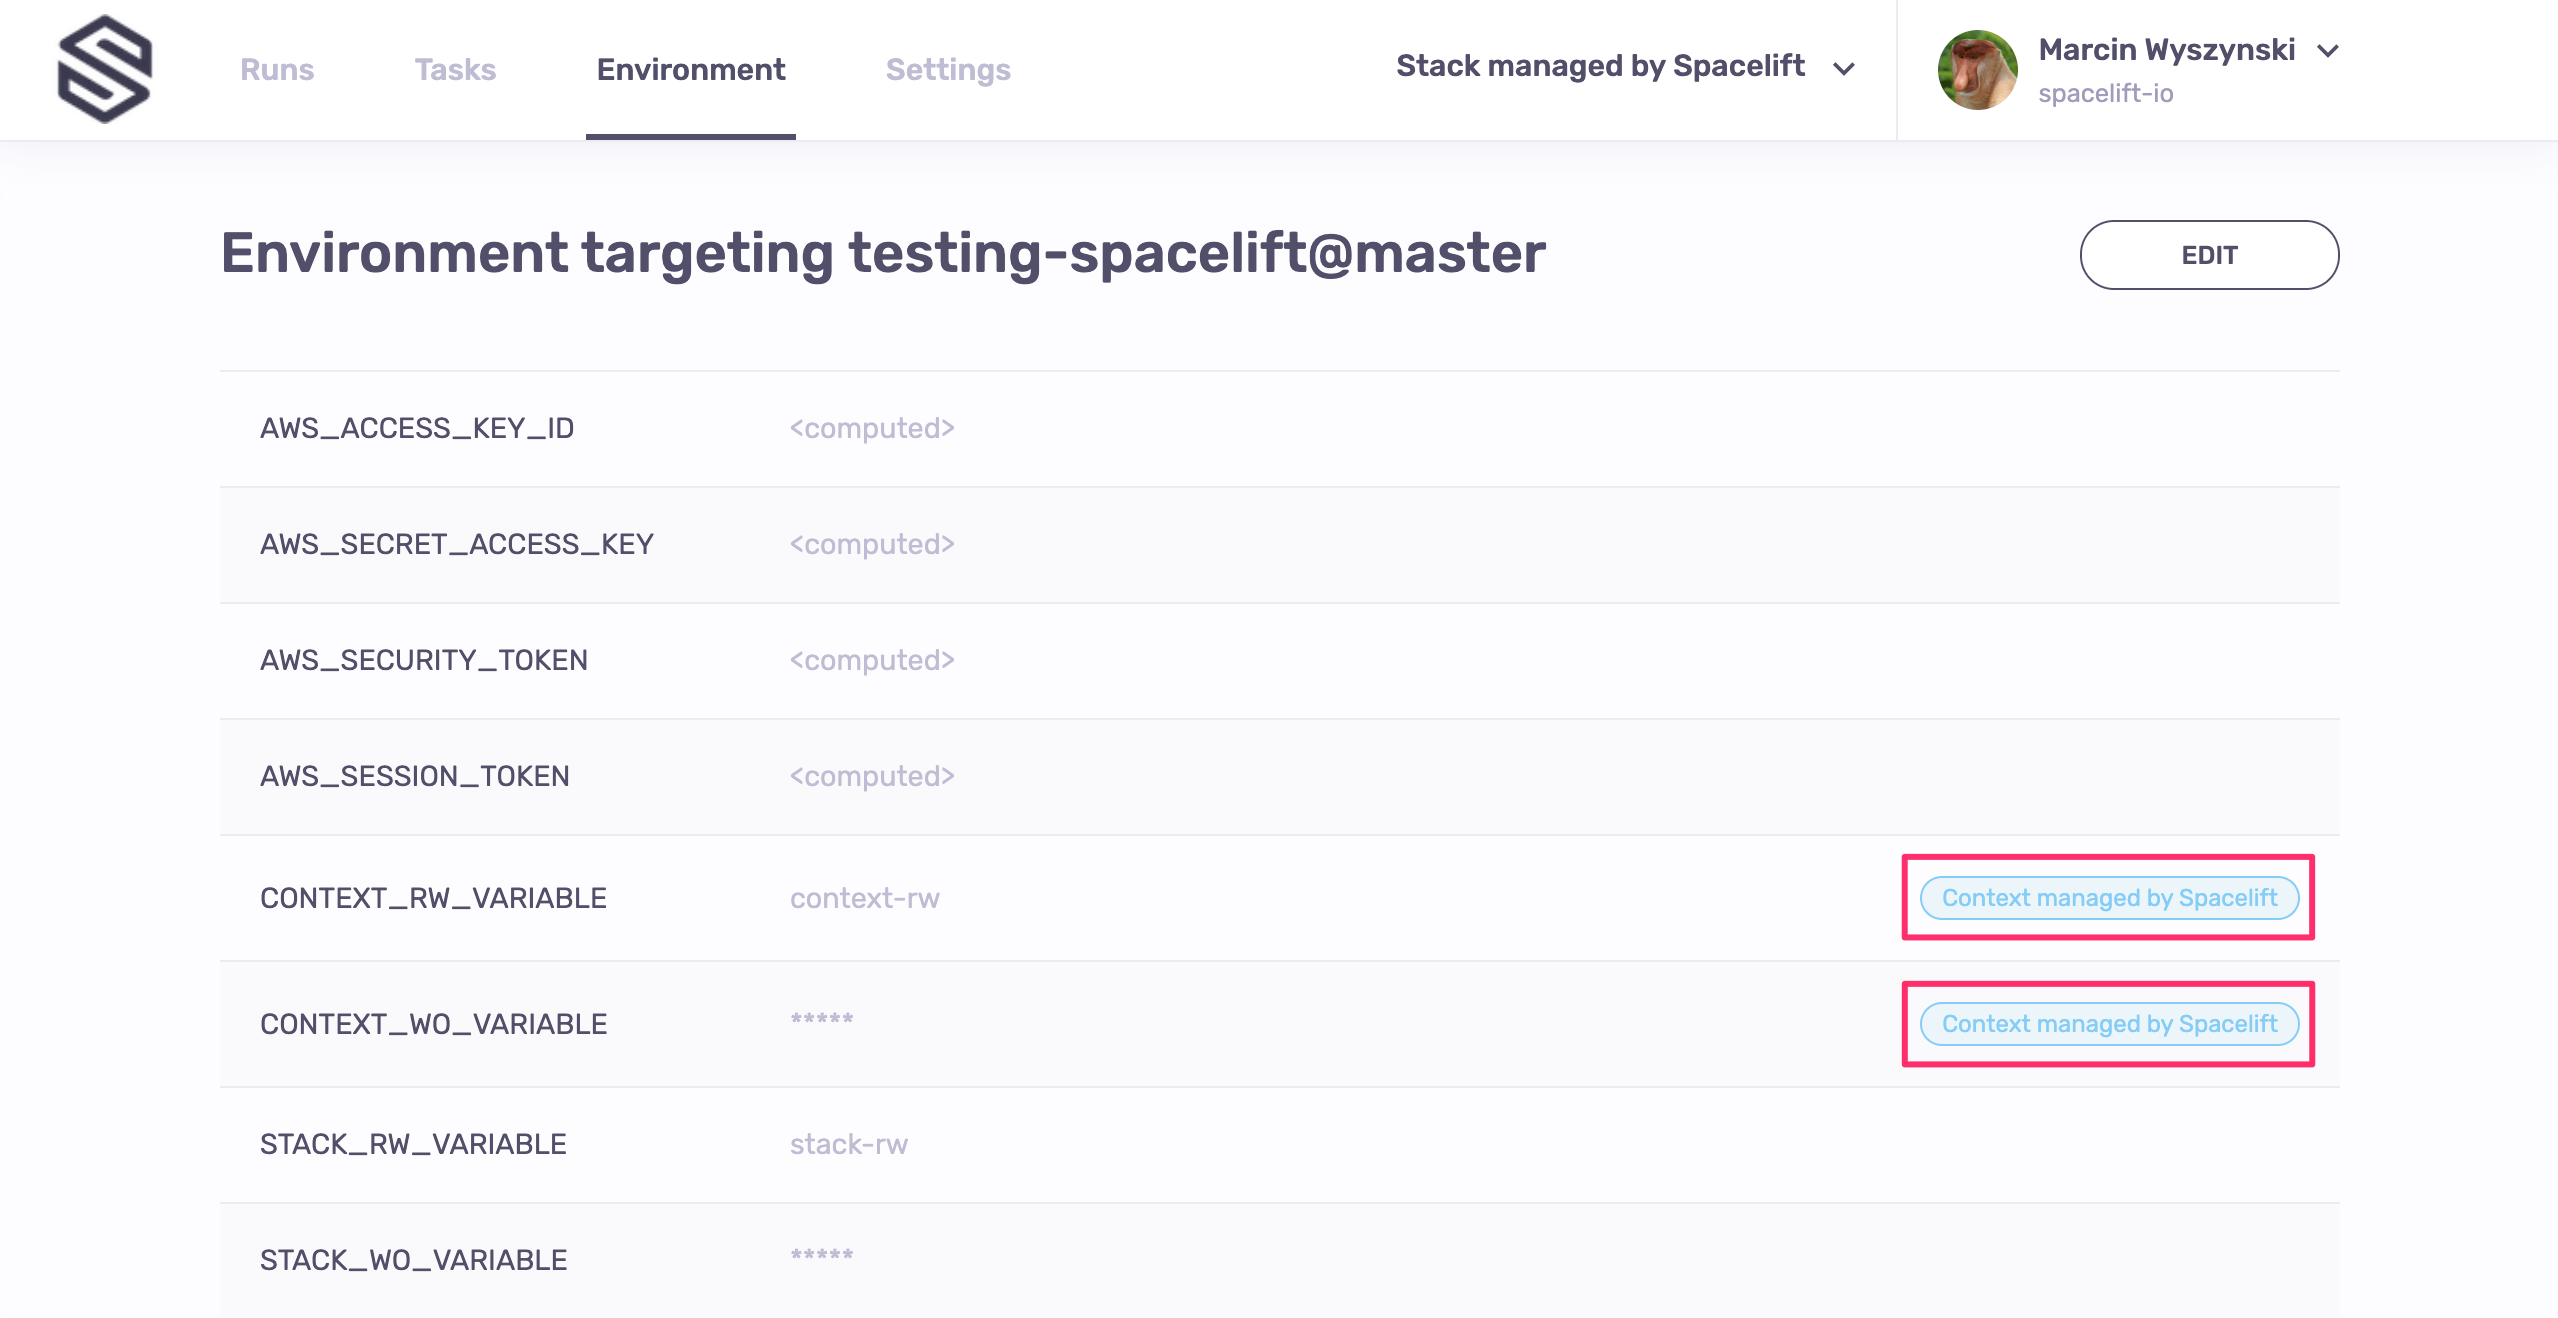 Runs Tasks Environment Settings Stack managed by Spacelift Marcin Wyszynski
spacelift-io
Environment targeting testing-spacelift@master EDIT
AWS_ACCESS_KEY_ID <computed>
AWS_SECRET_ACCESS_KEY <computed>
AWS_SECURITY_TOKEN <computed>
AWS_SESSION_TOKEN <computed>
CONTEXT_RW_VARIABLE context-rw Context managed by Spacelift
CONTEXT_WO_VARIABLE ***** Context managed by Spacelift
STACK_RW_VARIABLE stack-rw
STACK_WO_VARIABLE *****